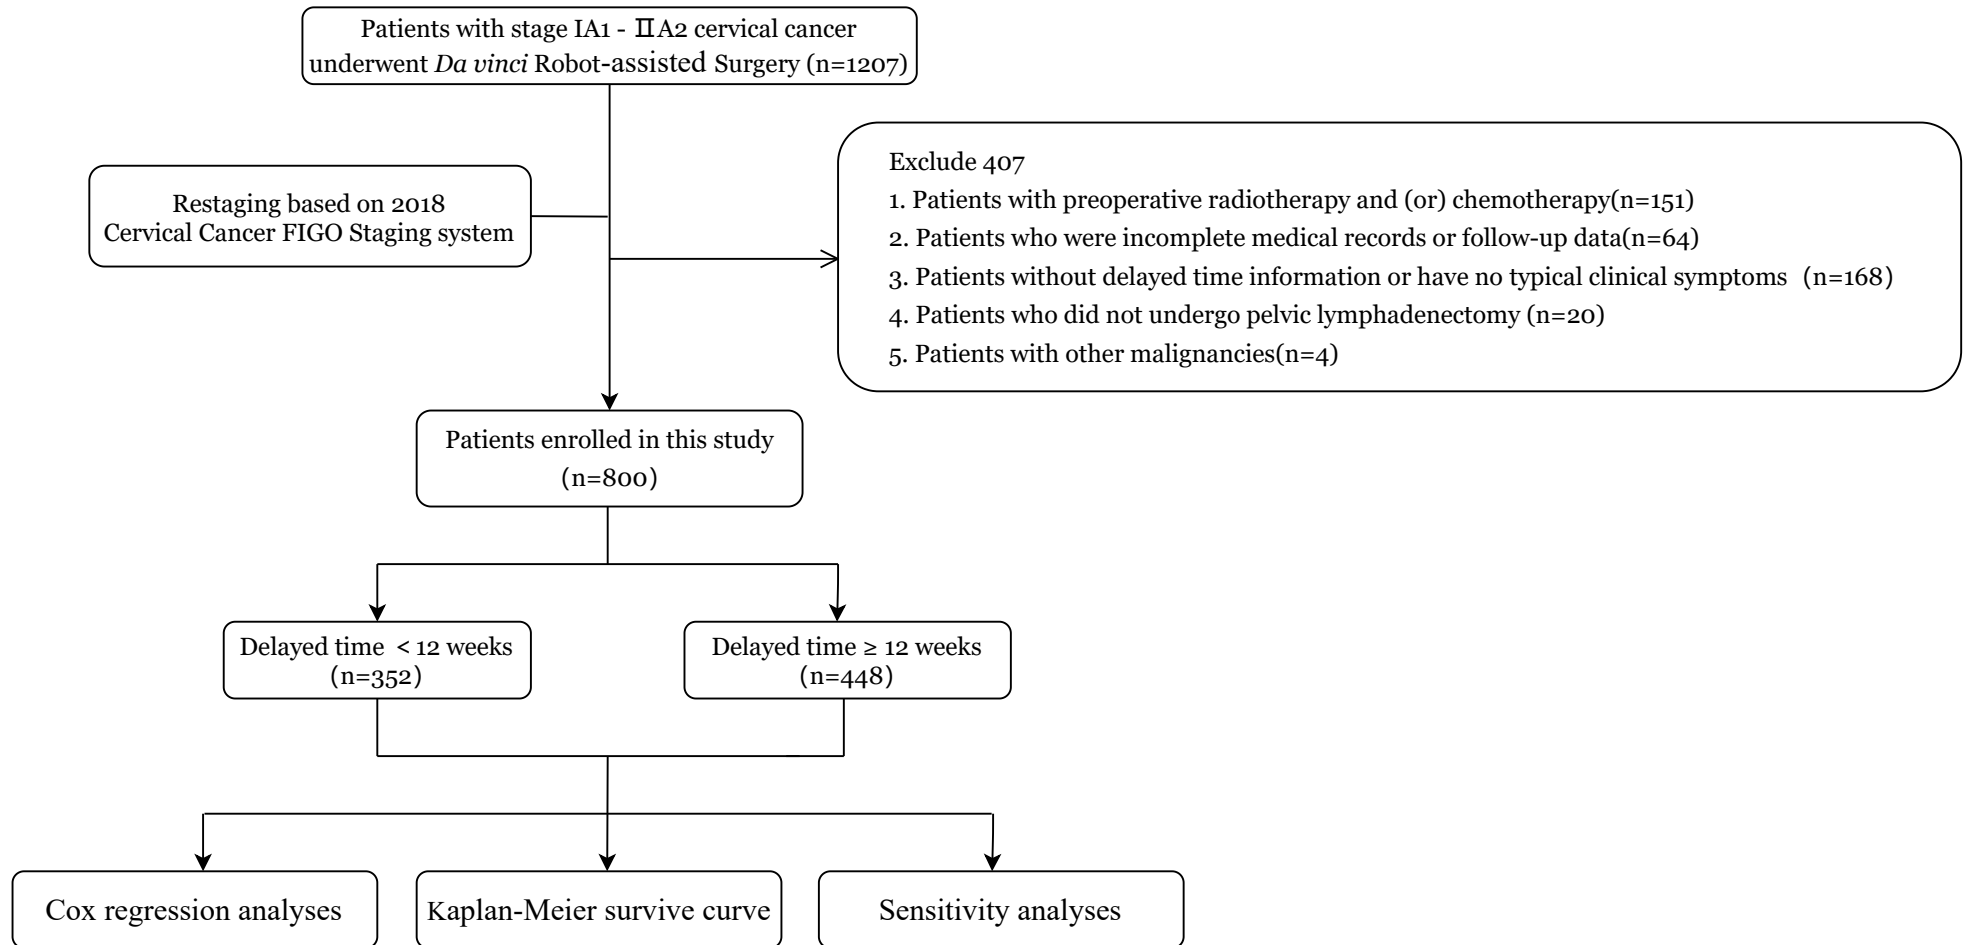 Patients with stage IA1 - ⅡA2 cervical cancer
underwent Da vinci Robot-assisted Surgery (n=1207)
Restaging based on 2018
Cervical Cancer FIGO Staging system
Exclude 407
1. Patients with preoperative radiotherapy and (or) chemotherapy(n=151)
2. Patients who were incomplete medical records or follow-up data(n=64)
3. Patients without delayed time information or have no typical clinical symptoms (n=168)
4. Patients who did not undergo pelvic lymphadenectomy (n=20)
5. Patients with other malignancies(n=4)
Patients enrolled in this study
(n=800)
Delayed time < 12 weeks
(n=352)
Delayed time ≥ 12 weeks
(n=448)
Cox regression analyses
Kaplan-Meier survive curve
Sensitivity analyses